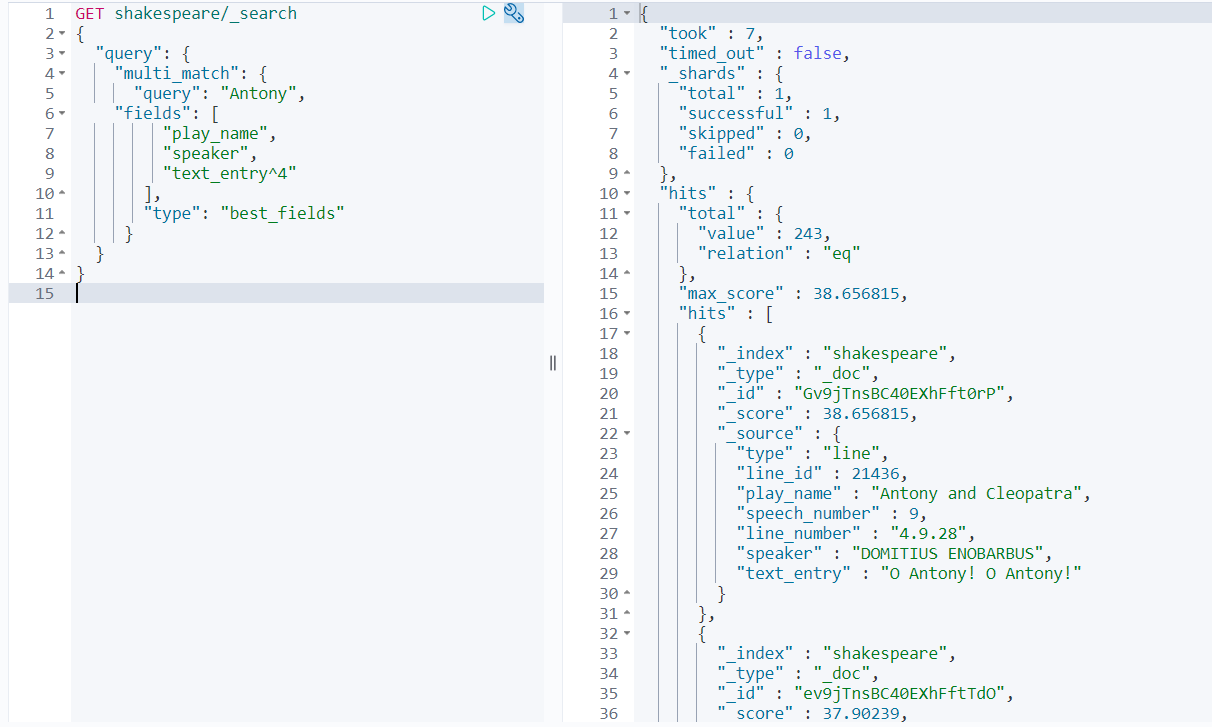 1 GET shakespeare/_search
2 {
3 "query": {
4 "multi_match": {
5 "query": "Antony",
6 "fields": [
7 "play_name",
8 "speaker",
9 "text_entry^4"
10 ],
11 "type": "best_fields"
12 }
13 }
14 }
15
1 {
2 "took" : 7,
3 "timed_out" : false,
4 "_shards" : {
5 "total" : 1,
6 "successful" : 1,
7 "skipped" : 0,
8 "failed" : 0
9 },
10 "hits" : {
11 "total" : {
12 "value" : 243,
13 "relation" : "eq"
14 },
15 "max_score" : 38.656815,
16 "hits" : [
17 {
18 "_index" : "shakespeare",
19 "_type" : "_doc",
20 "_id" : "Gv9jTnsBC40EXhFft0rP",
21 "_score" : 38.656815,
22 "_source" : {
23 "type" : "line",
24 "line_id" : 21436,
25 "play_name" : "Antony and Cleopatra",
26 "speech_number" : 9,
27 "line_number" : "4.9.28",
28 "speaker" : "DOMITIUS ENOBARBUS",
29 "text_entry" : "O Antony! O Antony!"
30 }
31 },
32 {
33 "_index" : "shakespeare",
34 "_type" : "_doc",
35 "_id" : "ev9jTnsBC40EXhFftTdO",
36 "_score" : 37.90239,